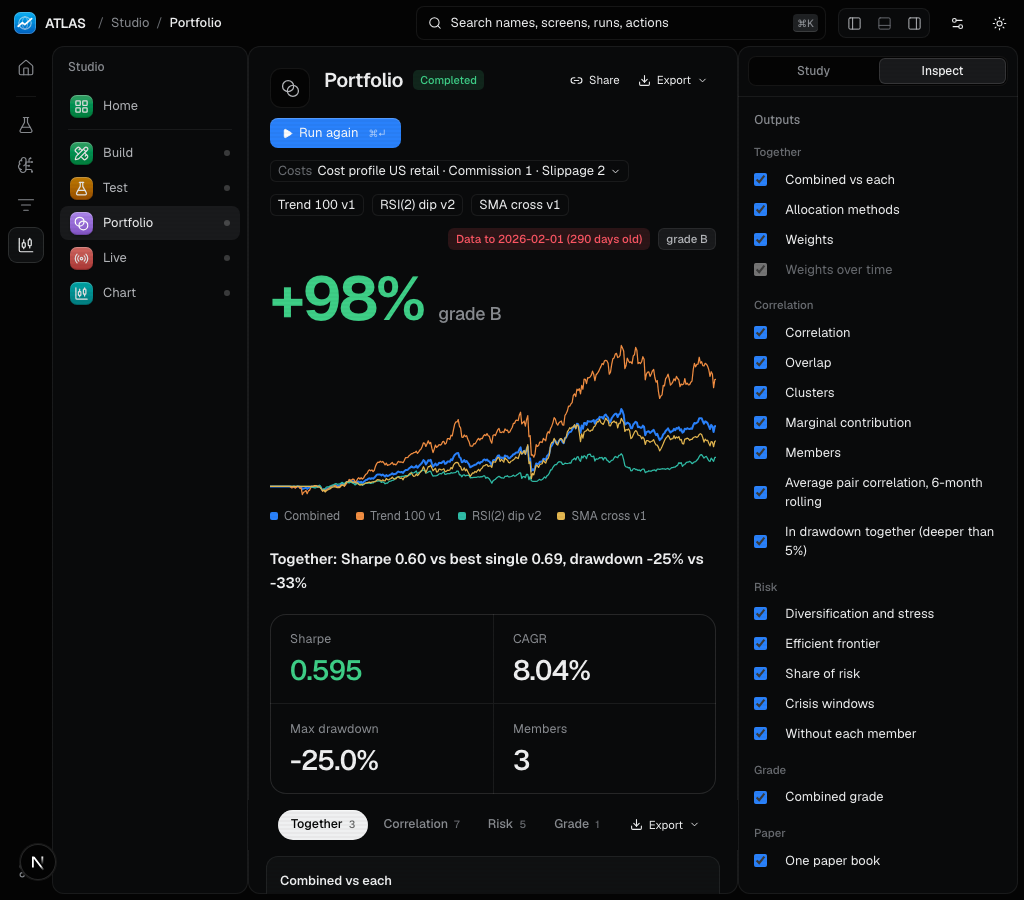 ATLAS / Studio / Portfolio
Search names, screens, runs, actions ⌘K
Studio
Home
Build
Test
Portfolio
Live
Chart
N
Portfolio Completed
Share Export
Run again ⌘↵
Costs Cost profile US retail · Commission 1 · Slippage 2
Trend 100 v1 RSI(2) dip v2 SMA cross v1
Data to 2026-02-01 (290 days old) grade B
+98% grade B
Combined Trend 100 v1 RSI(2) dip v2 SMA cross v1
Together: Sharpe 0.60 vs best single 0.69, drawdown -25% vs
-33%
Sharpe CAGR
0.595 8.04%
Max drawdown Members
-25.0% 3
Together 3 Correlation 7 Risk 5 Grade 1 Export
Combined vs each
Study Inspect
Outputs
Together
Combined vs each
Allocation methods
Weights
Weights over time
Correlation
Correlation
Overlap
Clusters
Marginal contribution
Members
Average pair correlation, 6-month
rolling
In drawdown together (deeper than
5%)
Risk
Diversification and stress
Efficient frontier
Share of risk
Crisis windows
Without each member
Grade
Combined grade
Paper
One paper book